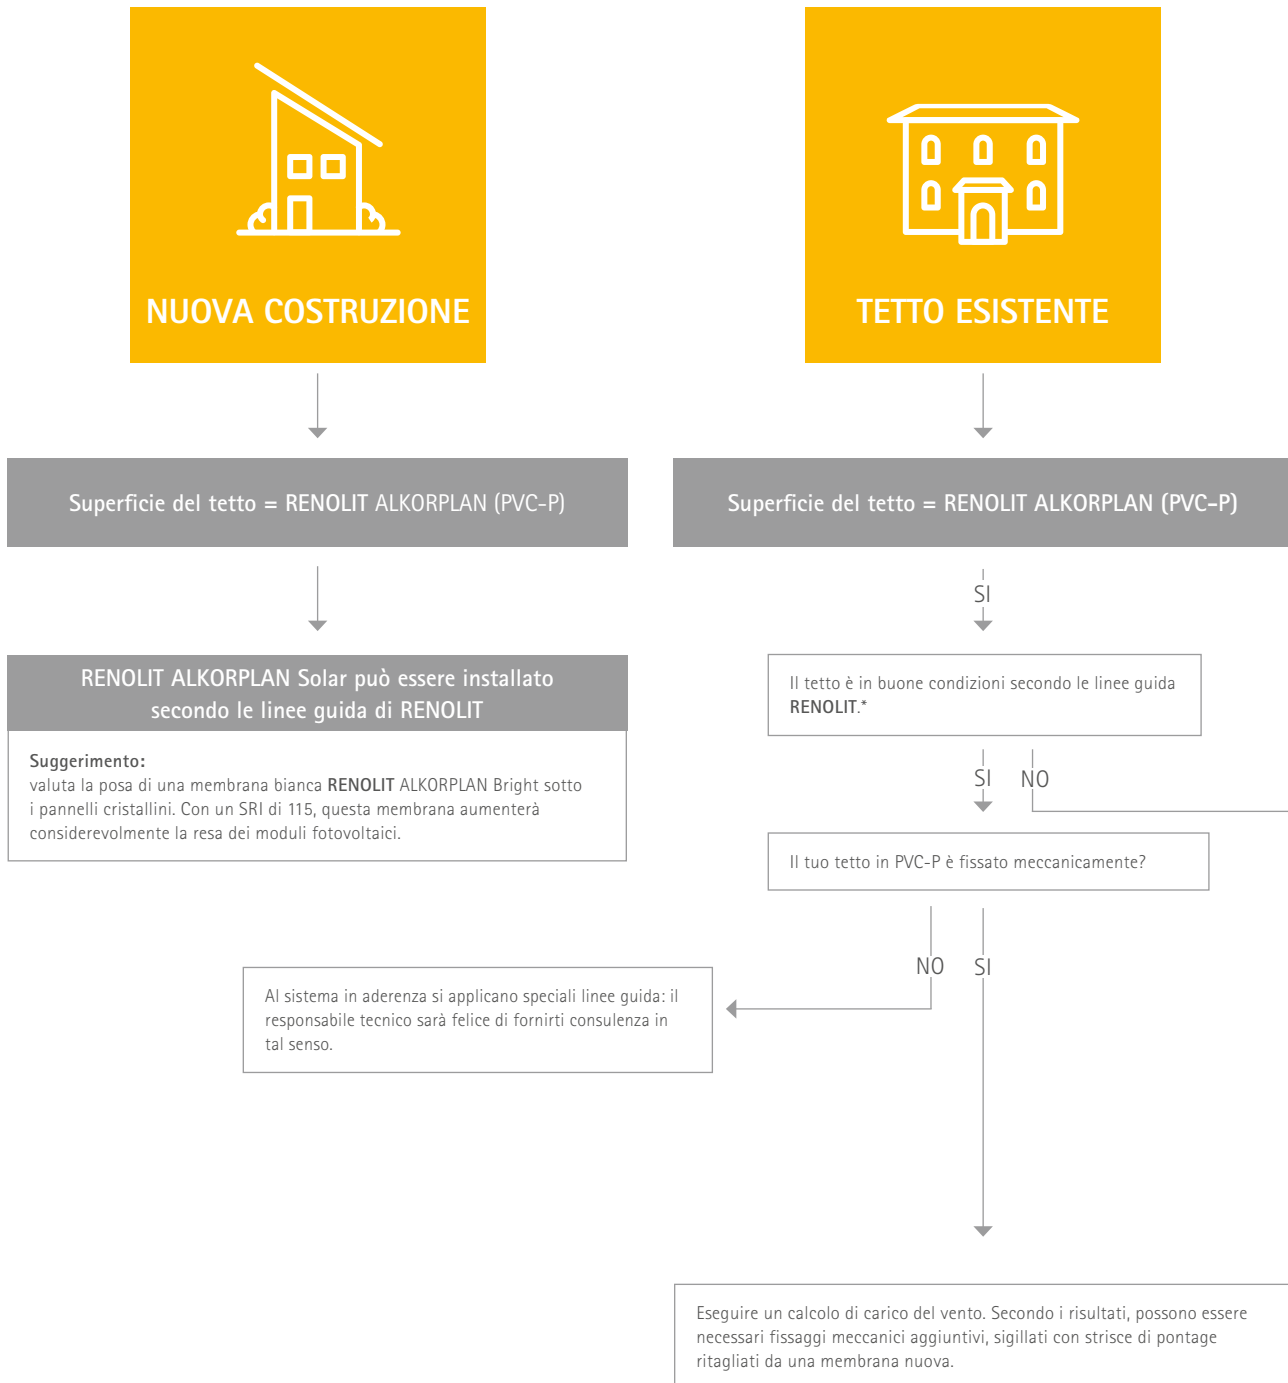 NUOVA COSTRUZIONE
Superficie del tetto = RENOLIT ALKORPLAN (PVC-P)
RENOLIT ALKORPLAN Solar può essere installato
secondo le linee guida di RENOLIT
Suggerimento:
valuta la posa di una membrana bianca RENOLIT ALKORPLAN Bright sotto
i pannelli cristallini. Con un SRI di 115, questa membrana aumenterà
considerevolmente la resa dei moduli fotovoltaici.
TETTO ESISTENTE
Superficie del tetto = RENOLIT ALKORPLAN (PVC-P)
SI
Il tetto è in buone condizioni secondo le linee guida
RENOLIT.*
SI NO
Il tuo tetto in PVC-P è fissato meccanicamente?
NO SI
Al sistema in aderenza si applicano speciali linee guida: il
responsabile tecnico sarà felice di fornirti consulenza in
tal senso.
Eseguire un calcolo di carico del vento. Secondo i risultati, possono essere
necessari fissaggi meccanici aggiuntivi, sigillati con strisce di pontage
ritagliati da una membrana nuova.